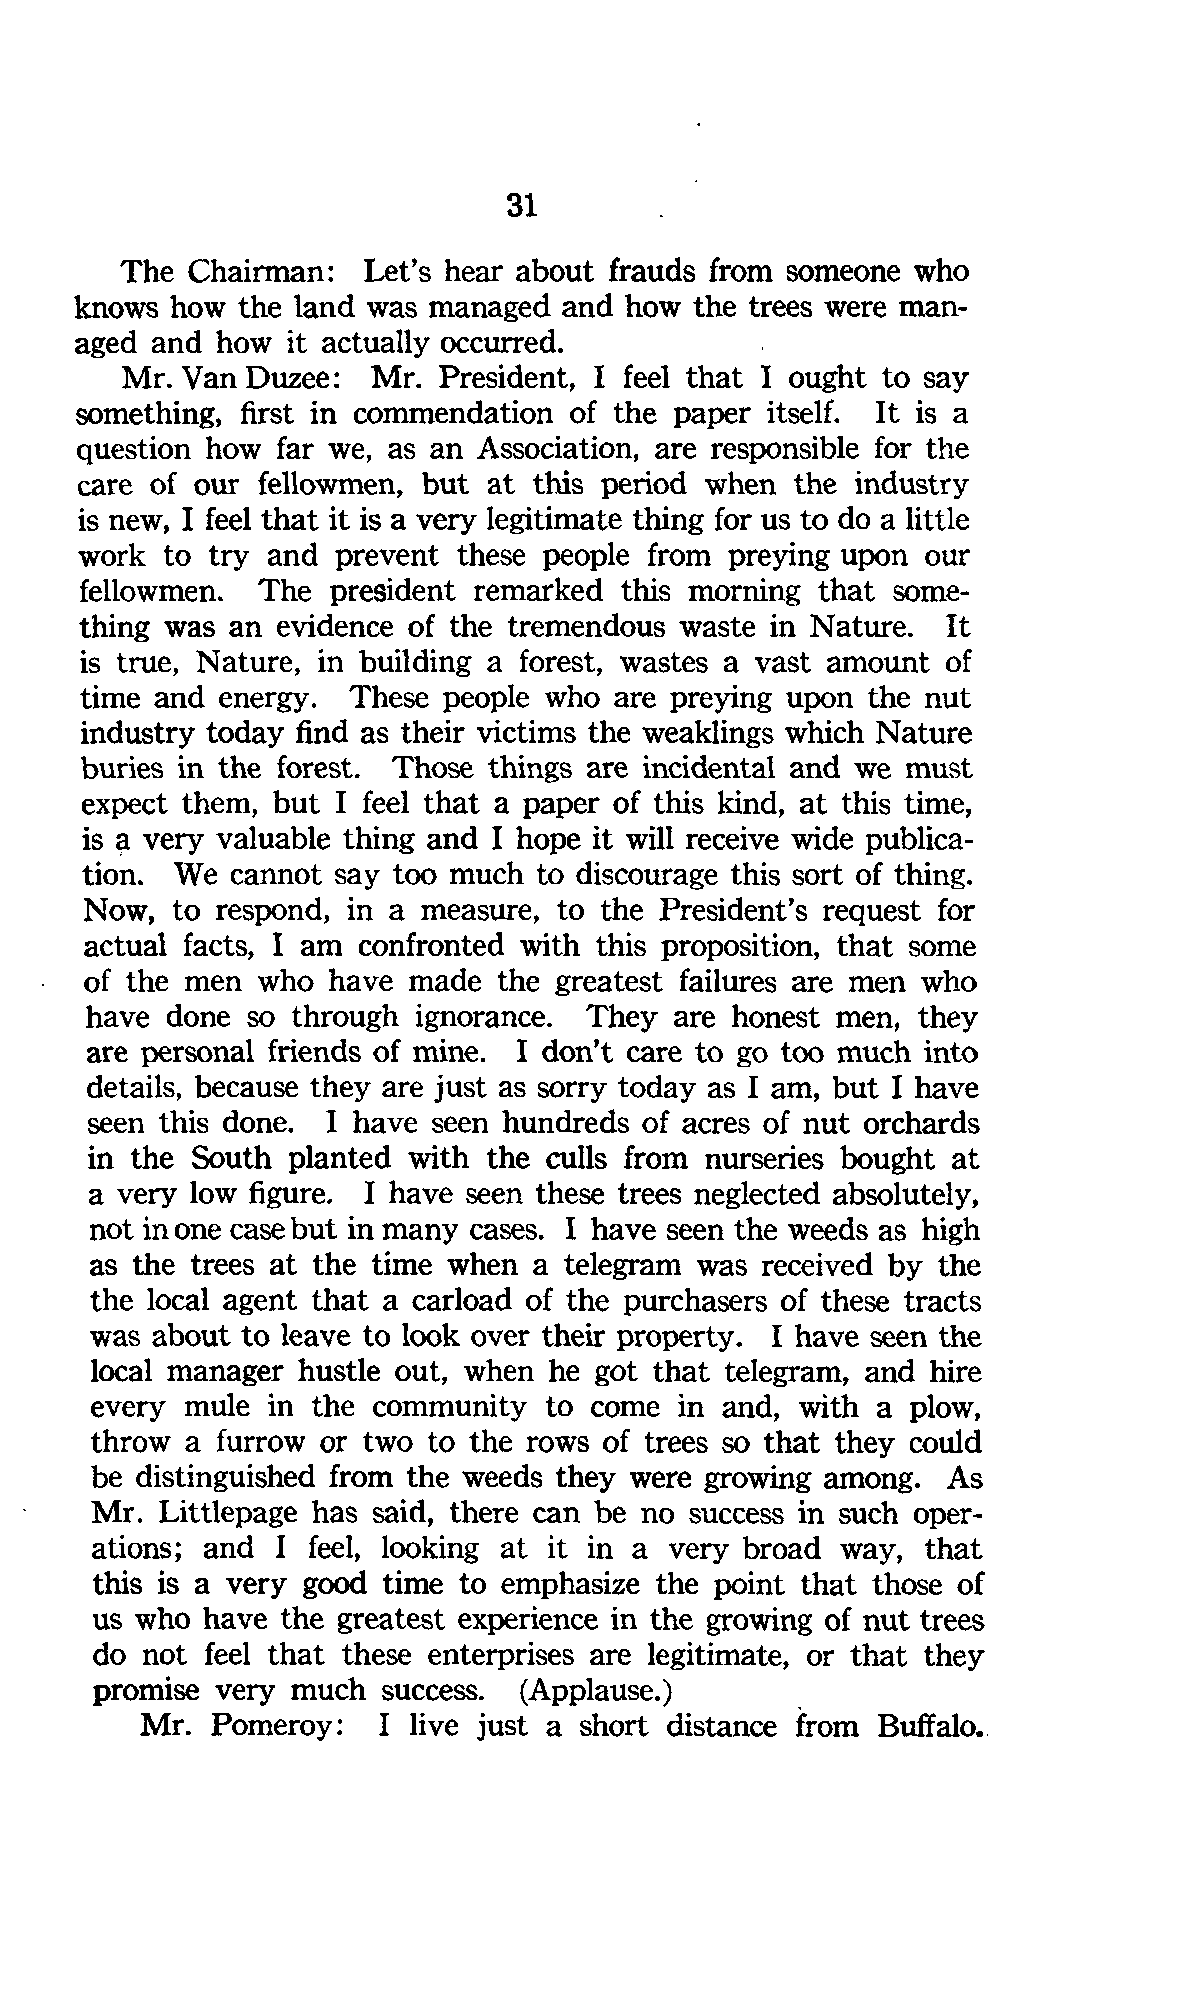 31
The Chairman: Let's hear about frauds from someone who
knows how the land was managed and how the trees were man-
aged and how it actually occurred.
Mr. Van Duzee: Mr. President, I feel that I ought to say
something, first in commendation of the paper itself. It is a
question how far we, as an Association, are responsible for the
care of our fellowmen, but at this period when the industry
is new, I feel that it is a very legitimate thing for us to do a little
work to try and prevent these people from preying upon our
fellowmen. The president remarked this morning that some-
thing was an evidence of the tremendous waste in Nature. It
is true, Nature, in building a forest, wastes a vast amount of
time and energy. These people who are preying upon the nut
industry today find as their victims the weaklings which Nature
buries in the forest. Those things are incidental and we must
expect them, but I feel that a paper of this kind, at this time,
is a very valuable thing and I hope it will receive wide publica-
tion. We cannot say too much to discourage this sort of thing.
Now, to respond, in a measure, to the President's request for
actual facts, I am confronted with this proposition, that some
of the men who have made the greatest failures are men who
have done so through ignorance. They are honest men, they
are personal friends of mine. I don't care to go too much into
details, because they are just as sorry today as I am, but I have
seen this done. I have seen hundreds of acres of nut orchards
in the South planted with the culls from nurseries bought at
a very low figure. I have seen these trees neglected absolutely,
not in one case but in many cases. I have seen the weeds as high
as the trees at the time when a telegram was received by the
the local agent that a carload of the purchasers of these tracts
was about to leave to look over their property. I have seen the
local manager hustle out, when he got that telegram, and hire
every mule in the community to come in and, with a plow,
throw a furrow or two to the rows of trees so that they could
be distinguished from the weeds they were growing among. As
Mr. Littlepage has said, there can be no success in such oper-
ations; and I feel, looking at it in a very broad way, that
this is a very good time to emphasize the point that those of
us who have the greatest experience in the growing of nut trees
do not feel that these enterprises are legitimate, or that they
promise very much success. (Applause.)
Mr. Pomeroy: I live just a short distance from Buffalo.